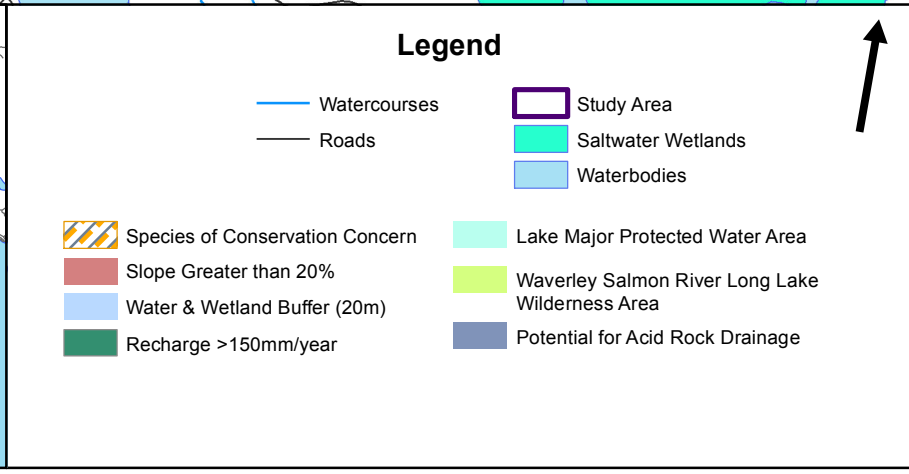 Legend
Watercourses
Roads
Study Area
Saltwater Wetlands
Waterbodies
Species of Conservation Concern
Slope Greater than 20%
Water & Wetland Buffer (20m)
Recharge >150mm/year
Lake Major Protected Water Area
Waverley Salmon River Long Lake
Wilderness Area
Potential for Acid Rock Drainage